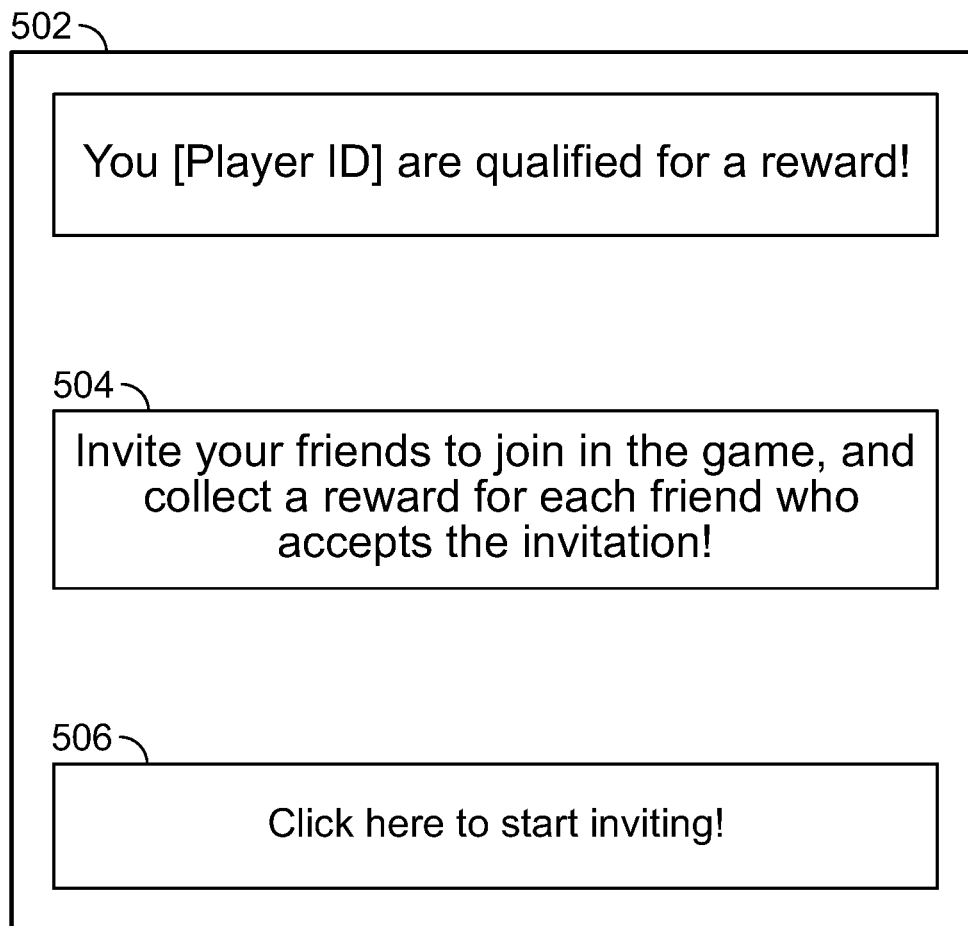 502
You [Player ID] are qualified for a reward!
504
Invite your friends to join in the game, and
collect a reward for each friend who
accepts the invitation!
506
Click here to start inviting!